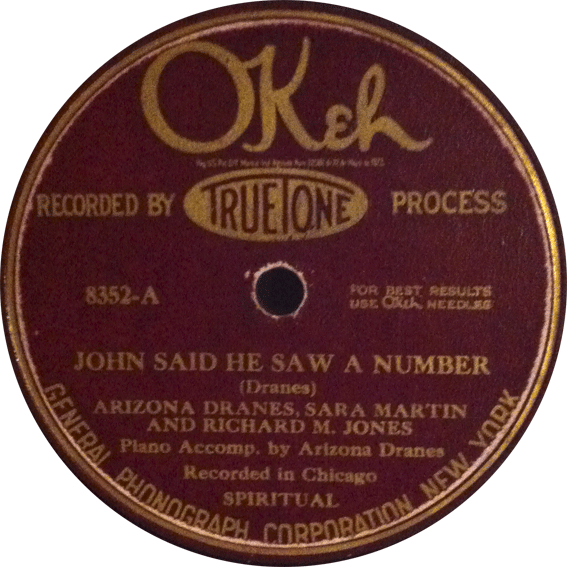 OKeh
RECORDED BY TRUETONE PROCESS
8352-A
FOR BEST RESULTS
USE OKeh NEEDLES
JOHN SAID HE SAW A NUMBER
(Dranes)
ARIZONA DRANES, SARA MARTIN
AND RICHARD M. JONES
Piano Accomp. by Arizona Dranes
Recorded in Chicago
SPIRITUAL
GENERAL PHONOGRAPH CORPORATION NEW YORK